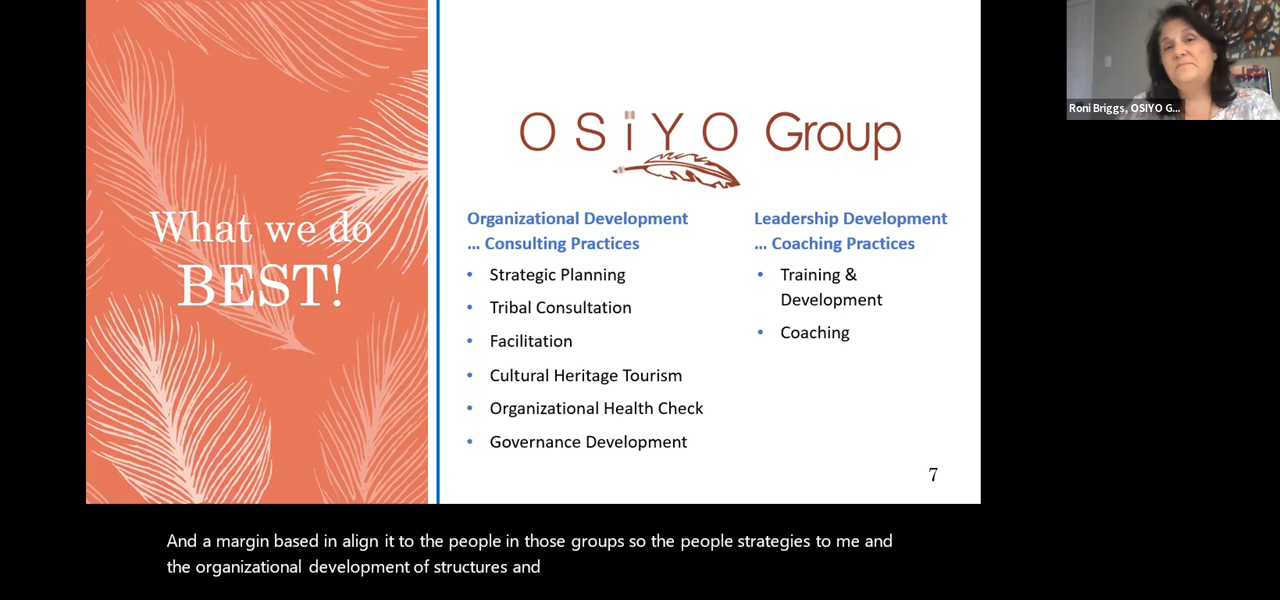 What we do
BEST!
OSiYO Group
Organizational Development
... Consulting Practices
• Strategic Planning
• Tribal Consultation
• Facilitation
• Cultural Heritage Tourism
• Organizational Health Check
• Governance Development
Leadership Development
... Coaching Practices
• Training &
Development
• Coaching
7
Roni Briggs, OSIYO G...
And a margin based in align it to the people in those groups so the people strategies to me and
the organizational development of structures and